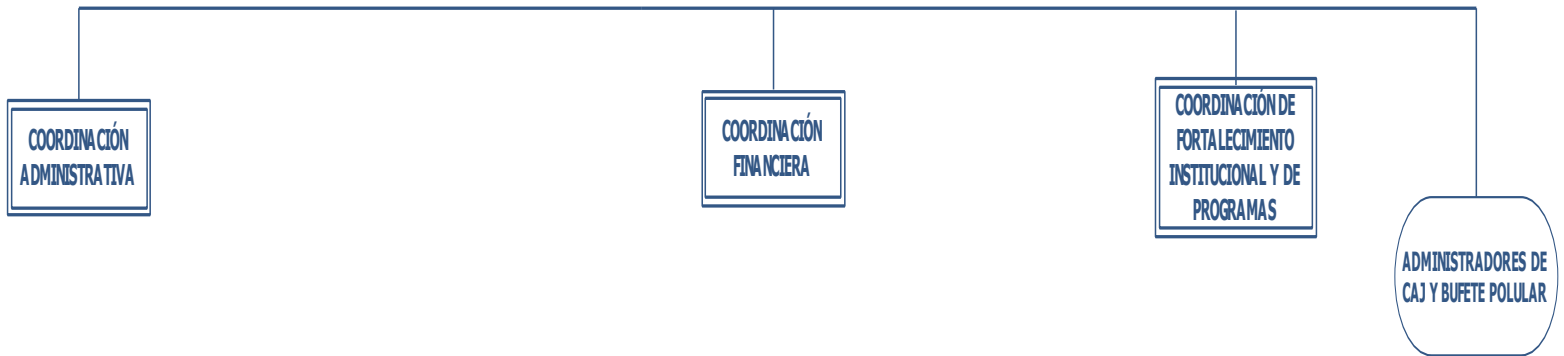 COORDINACIÓN
ADMINISTRATIVA
COORDINACIÓN
FINANCIERA
COORDINACIÓN DE
FORTALECIMIENTO
INSTITUCIONAL Y DE
PROGRAMAS
ADMINISTRADORES DE
CAJ Y BUFETE POLULAR